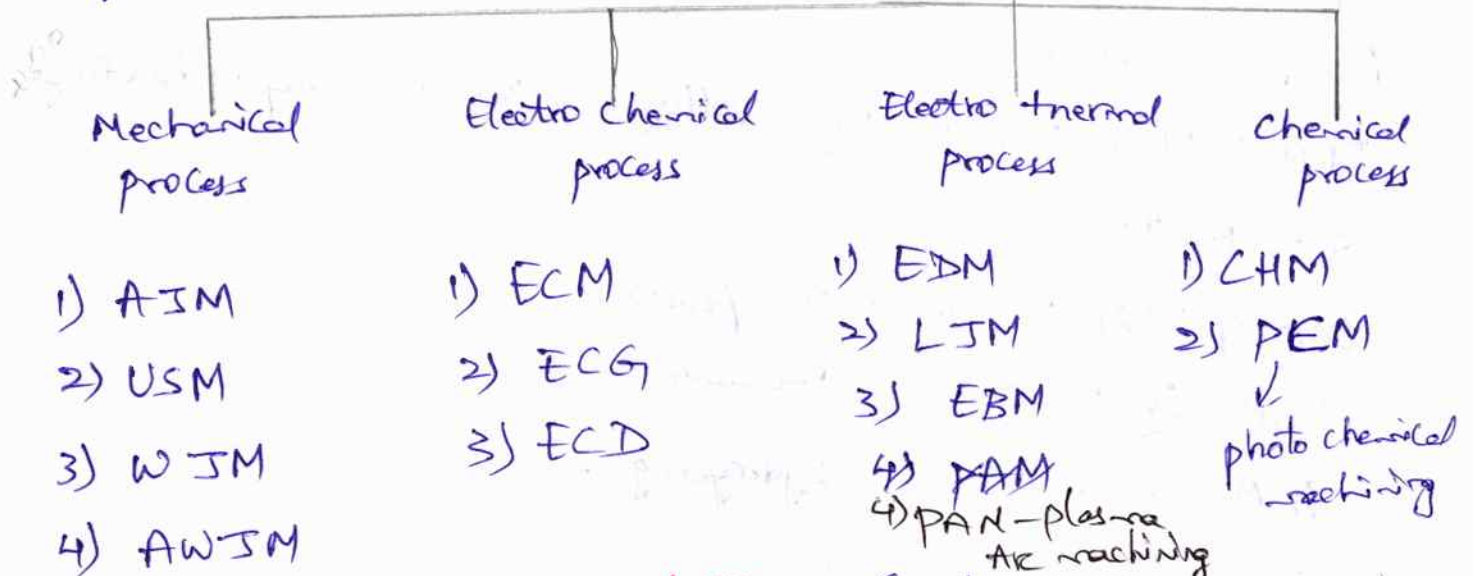 Mechanical
process
1) AJM
2) USM
3) WJM
4) AWJM
Electro chemical
process
1) ECM
2) ECG
3) ECD
Electro thermal
process
1) EDM
2) LJM
3) EBM
4) PAM
4) PAM-plasma
Arc machining
Chemical
process
1) CHM
2) PEM
photo chemical
machining